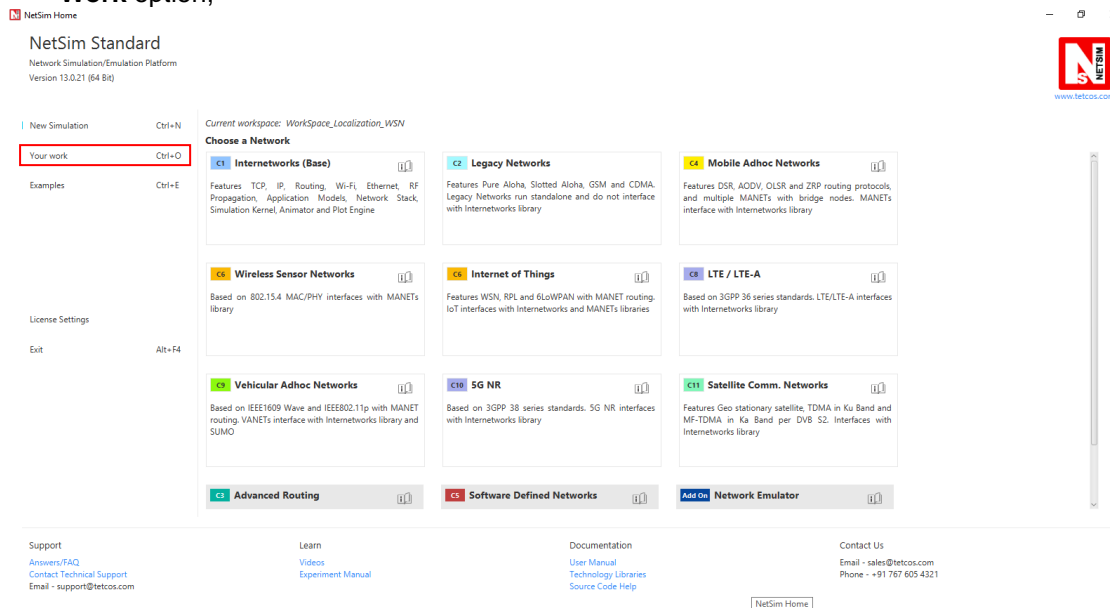 Work option,
NetSim Home
NetSim Standard
Network Simulation/Emulation Platform
Version 13.0.21 (64 Bit)
NETSIM
www.tetcos.com
New Simulation Ctrl+N
Your work Ctrl+O
Examples Ctrl+E
License Settings
Exit Alt+F4
Current workspace: WorkSpace_Localization_WSN
Choose a Network
C1 Internetworks (Base)
Features TCP, IP, Routing, Wi-Fi, Ethernet, RF
Propagation, Application Models, Network Stack,
Simulation Kernel, Animator and Plot Engine
C2 Legacy Networks
Features Pure Aloha, Slotted Aloha, GSM and CDMA.
Legacy Networks run standalone and do not interface
with Internetworks library
C4 Mobile Adhoc Networks
Features DSR, AODV, OLSR and ZRP routing protocols,
and multiple MANETs with bridge nodes. MANETs
interface with Internetworks library
C6 Wireless Sensor Networks
Based on 802.15.4 MAC/PHY interfaces with MANETs
library
C6 Internet of Things
Features WSN, RPL and 6LoWPAN with MANET routing.
IoT interfaces with Internetworks and MANETs libraries
C8 LTE / LTE-A
Based on 3GPP 36 series standards. LTE/LTE-A interfaces
with Internetworks library
C9 Vehicular Adhoc Networks
Based on IEEE1609 Wave and IEEE802.11p with MANET
routing. VANETs interface with Internetworks library and
SUMO
C10 5G NR
Based on 3GPP 38 series standards. 5G NR interfaces
with Internetworks library
C11 Satellite Comm. Networks
Features Geo stationary satellite, TDMA in Ku Band and
MF-TDMA in Ka Band per DVB S2. Interfaces with
Internetworks library
C3 Advanced Routing
C5 Software Defined Networks
Add On Network Emulator
Support
Answers/FAQ
Contact Technical Support
Email - support@tetcos.com
Learn
Videos
Experiment Manual
Documentation
User Manual
Technology Libraries
Source Code Help
Contact Us
Email - sales@tetcos.com
Phone - +91 767 605 4321
NetSim Home